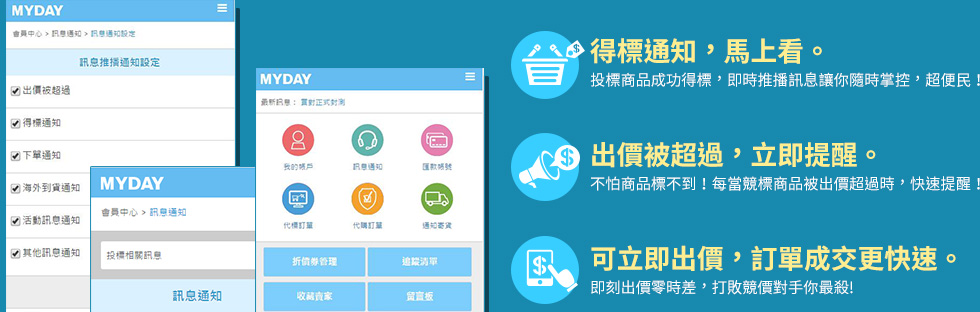 MYDAY
會員中心 > 訊息通知 > 訊息通知設定
訊息推播通知設定
出價被超過
得標通知
下單通知
海外到貨通知
活動訊息通知
其他訊息通知
MYDAY
會員中心 > 訊息通知
投標相關訊息
訊息通知
MYDAY
最新訊息：
我的帳戶
訊息通知
匯款帳號
代標訂單
代購訂單
通知寄貨
折價券管理
追蹤清單
收藏賣家
留言板
得標通知，馬上看。
投標商品成功得標，即時推播訊息讓你隨時掌控，超便民！
出價被超過，立即提醒。
不怕商品標不到！每當競標商品被出價超過時，快速提醒！
可立即出價，訂單成交更快速。
即刻出價零時差，打敗競價對手你最殺!